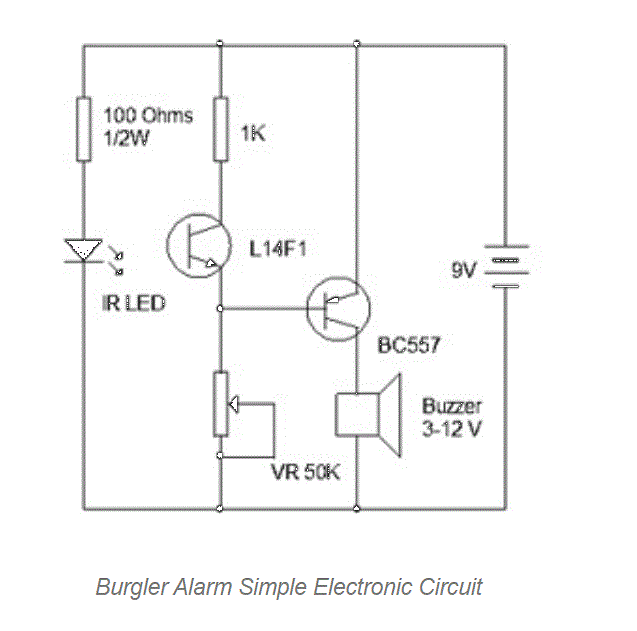 100 Ohms
1/2W
1K
L14F1
IR LED
9V
BC557
Buzzer
3-12 V
VR 50K
Burgler Alarm Simple Electronic Circuit